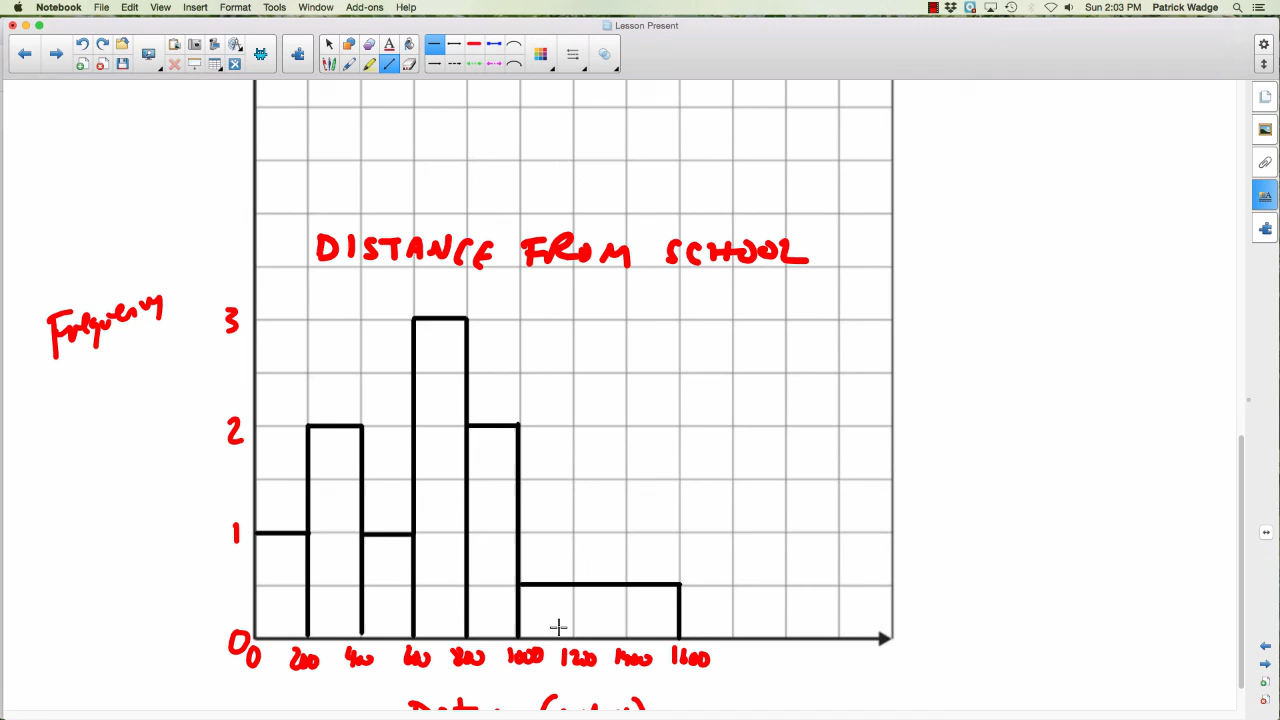 Notebook File Edit View Insert Format Tools Window Add-ons Help Sun 2:03 PM Patrick Wadge
Lesson Present
DISTANCE FROM SCHOOL
Frequency
3
2
1
0
0 200 400 600 800 1000 1200 1400 1600